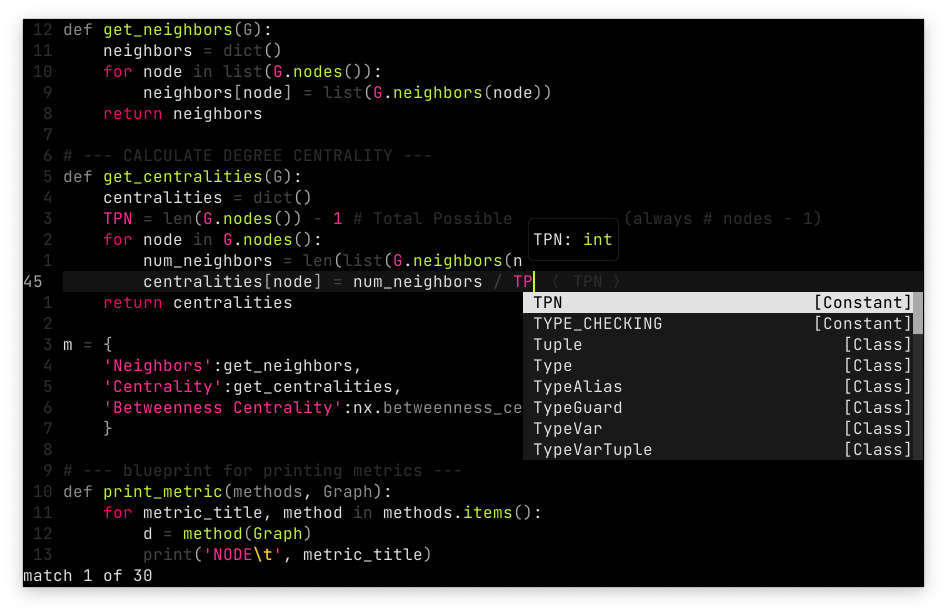 12 def get_neighbors(G):
11     neighbors = dict()
10     for node in list(G.nodes()):
9         neighbors[node] = list(G.neighbors(node))
8     return neighbors
7
6 # --- CALCULATE DEGREE CENTRALITY ---
5 def get_centralities(G):
4     centralities = dict()
3     TPN = len(G.nodes()) - 1 # Total Possible (always # nodes - 1)
2     for node in G.nodes():
TPN: int
1         num_neighbors = len(list(G.neighbors(n
45         centralities[node] = num_neighbors / TP ⟨ TPN ⟩
1     return centralities
TPN [Constant]
2
TYPE_CHECKING [Constant]
3 m = {
Tuple [Class]
4     'Neighbors':get_neighbors,
Type [Class]
5     'Centrality':get_centralities,
TypeAlias [Class]
6     'Betweenness Centrality':nx.betweenness_ce
TypeGuard [Class]
7     }
TypeVar [Class]
8
TypeVarTuple [Class]
9 # --- blueprint for printing metrics ---
10 def print_metric(methods, Graph):
11     for metric_title, method in methods.items():
12         d = method(Graph)
13         print('NODE\t', metric_title)
match 1 of 30